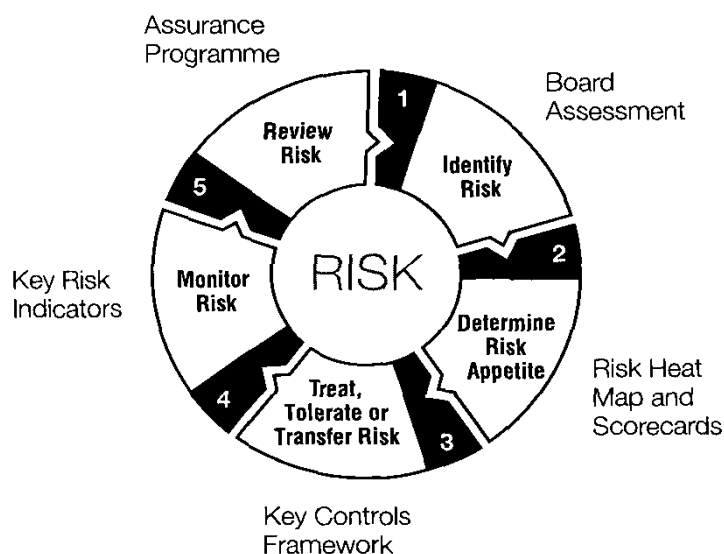 Assurance
Programme
1
Board
Assessment
Review
Risk
Identify
Risk
5
2
RISK
Key Risk
Indicators
Monitor
Risk
Determine
Risk
Appetite
Risk Heat
Map and
Scorecards
4
Treat,
Tolerate or
Transfer Risk
3
Key Controls
Framework